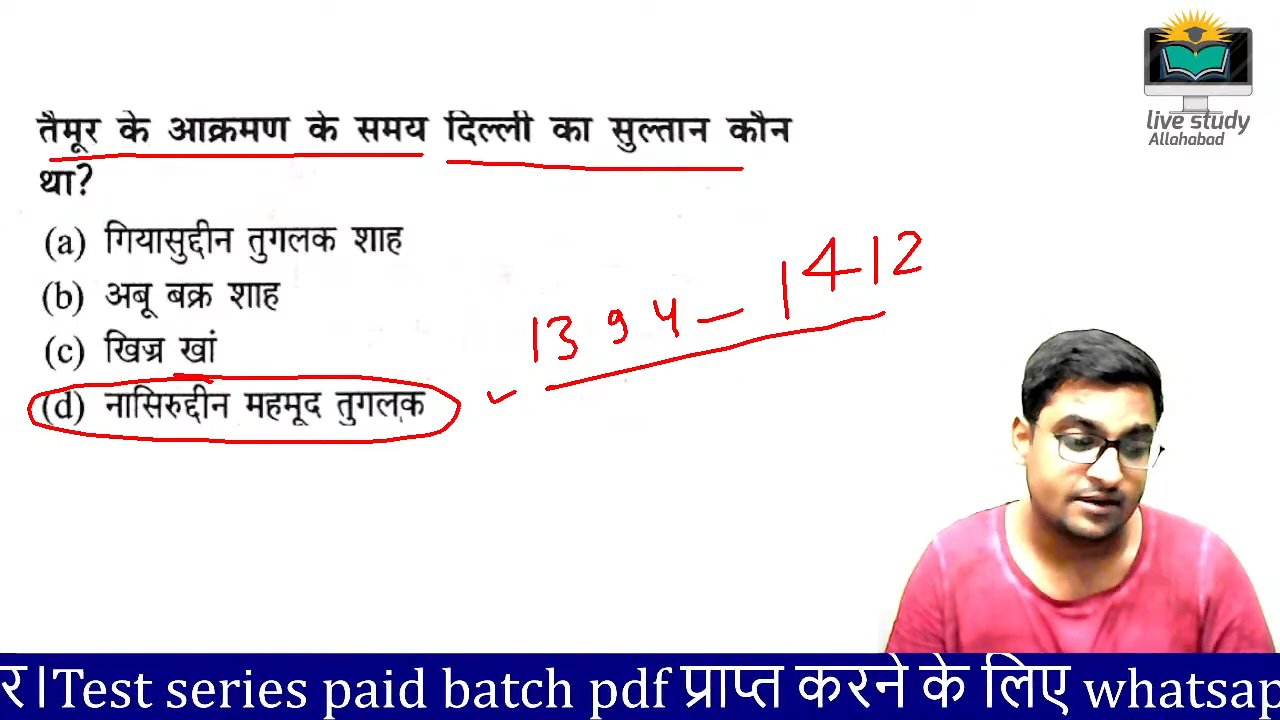 तैमूर के आक्रमण के समय दिल्ली का सुल्तान कौन
था?
(a) गियासुद्दीन तुगलक शाह
(b) अबू बक्र शाह
(c) खिज्र खां
(d) नासिरुद्दीन महमूद तुगलक
1394 – 1412
live study
Allahabad
र।Test series paid batch pdf प्राप्त करने के लिए whatsap